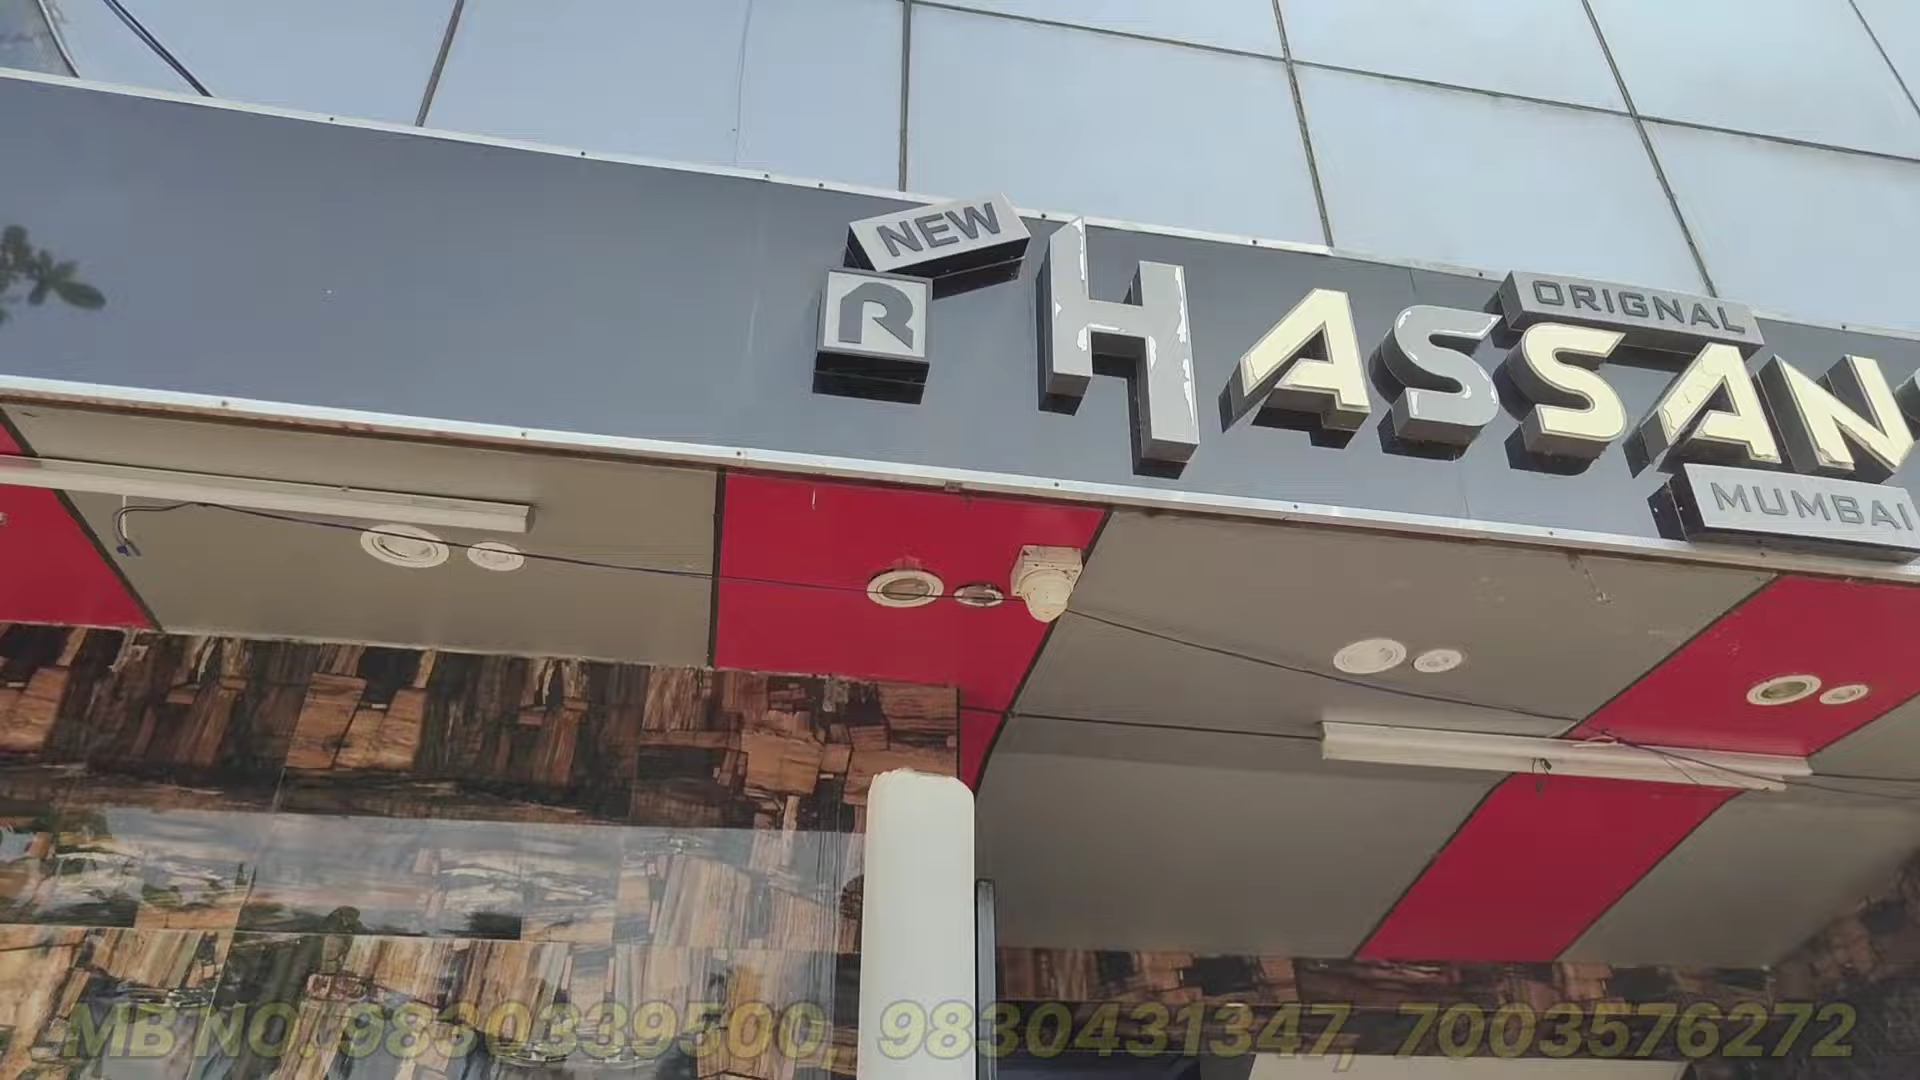 NEW
R
HASSAN
ORIGNAL
MUMBAI
MB NO. 9830339500, 9830431347, 7003576272